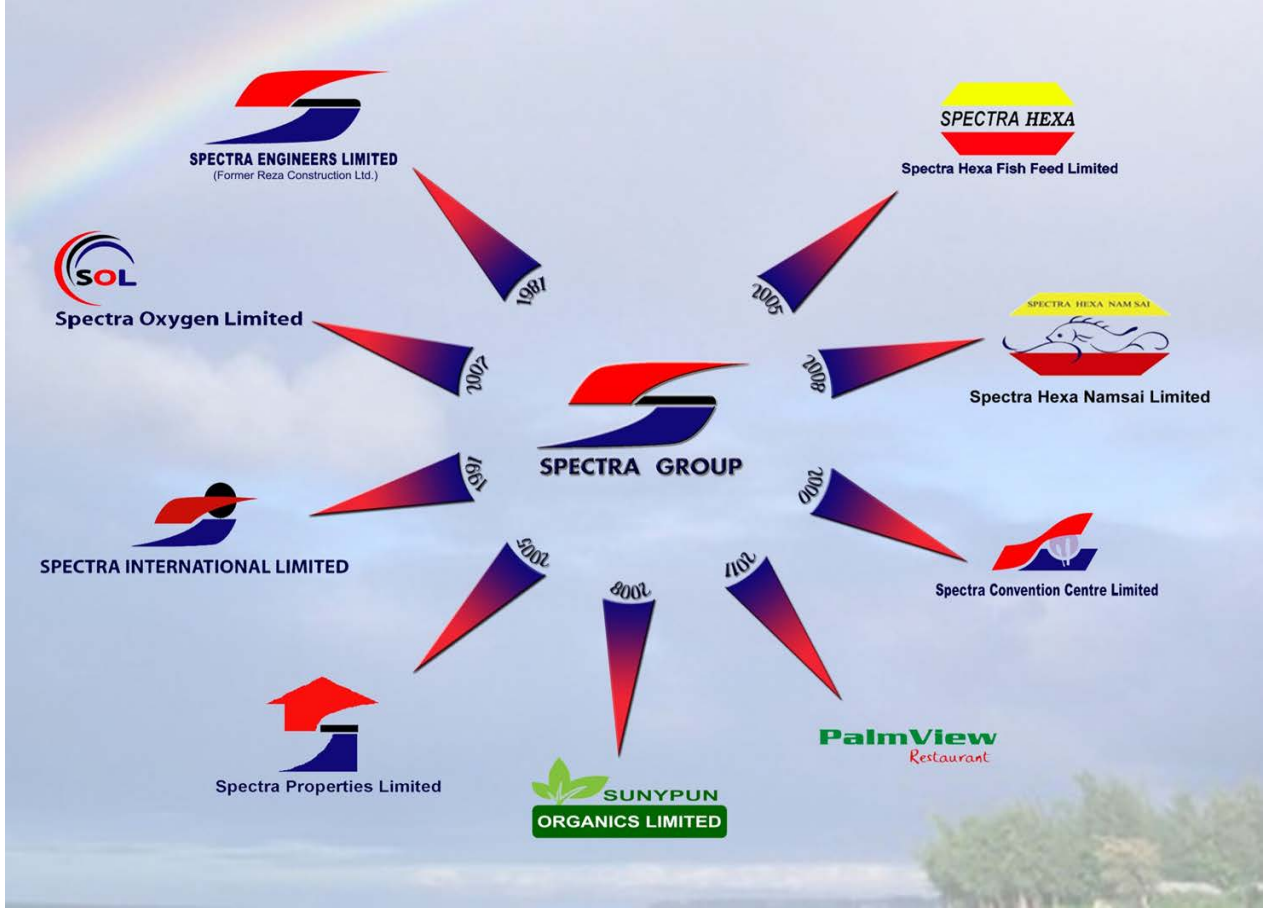 SPECTRA ENGINEERS LIMITED
(Former Reza Construction Ltd.)
1981
SPECTRA HEXA
Spectra Hexa Fish Feed Limited
2005
SOL
Spectra Oxygen Limited
2007
SPECTRA HEXA NAM SAI
Spectra Hexa Namsai Limited
2008
SPECTRA GROUP
SPECTRA INTERNATIONAL LIMITED
1991
Spectra Convention Centre Limited
2000
Spectra Properties Limited
2005
SUNYPUN
ORGANICS LIMITED
2008
PalmView
Restaurant
2011